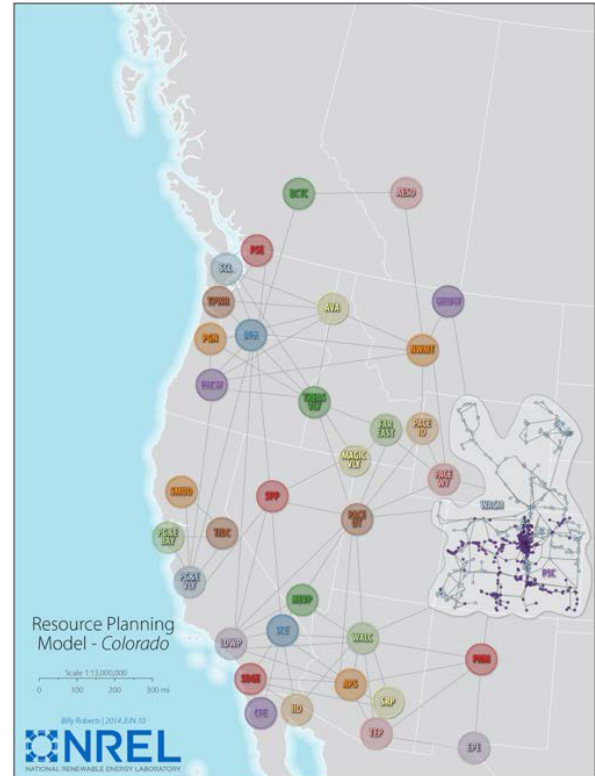 BCTC
AESO
PSE
SCL
TPWR
AVA
WAUW
PGN
BPA
NWMT
PACW
TREAS
VLY
FAR
EAST
PACE
ID
MAGIC
VLY
PACE
WY
SMUD
SPP
WACM
PACE
UT
PG&E
BAY
TIDC
PSC
PG&E
VLY
NEVP
Resource Planning
Model - Colorado
SCE
WALC
LDWP
PNM
Scale 1:13,000,000
SDGE
APS
0 100 200 300 mi
SRP
CFE
IID
Billy Roberts | 2014 JUN 10
TEP
EPE
NREL
NATIONAL RENEWABLE ENERGY LABORATORY